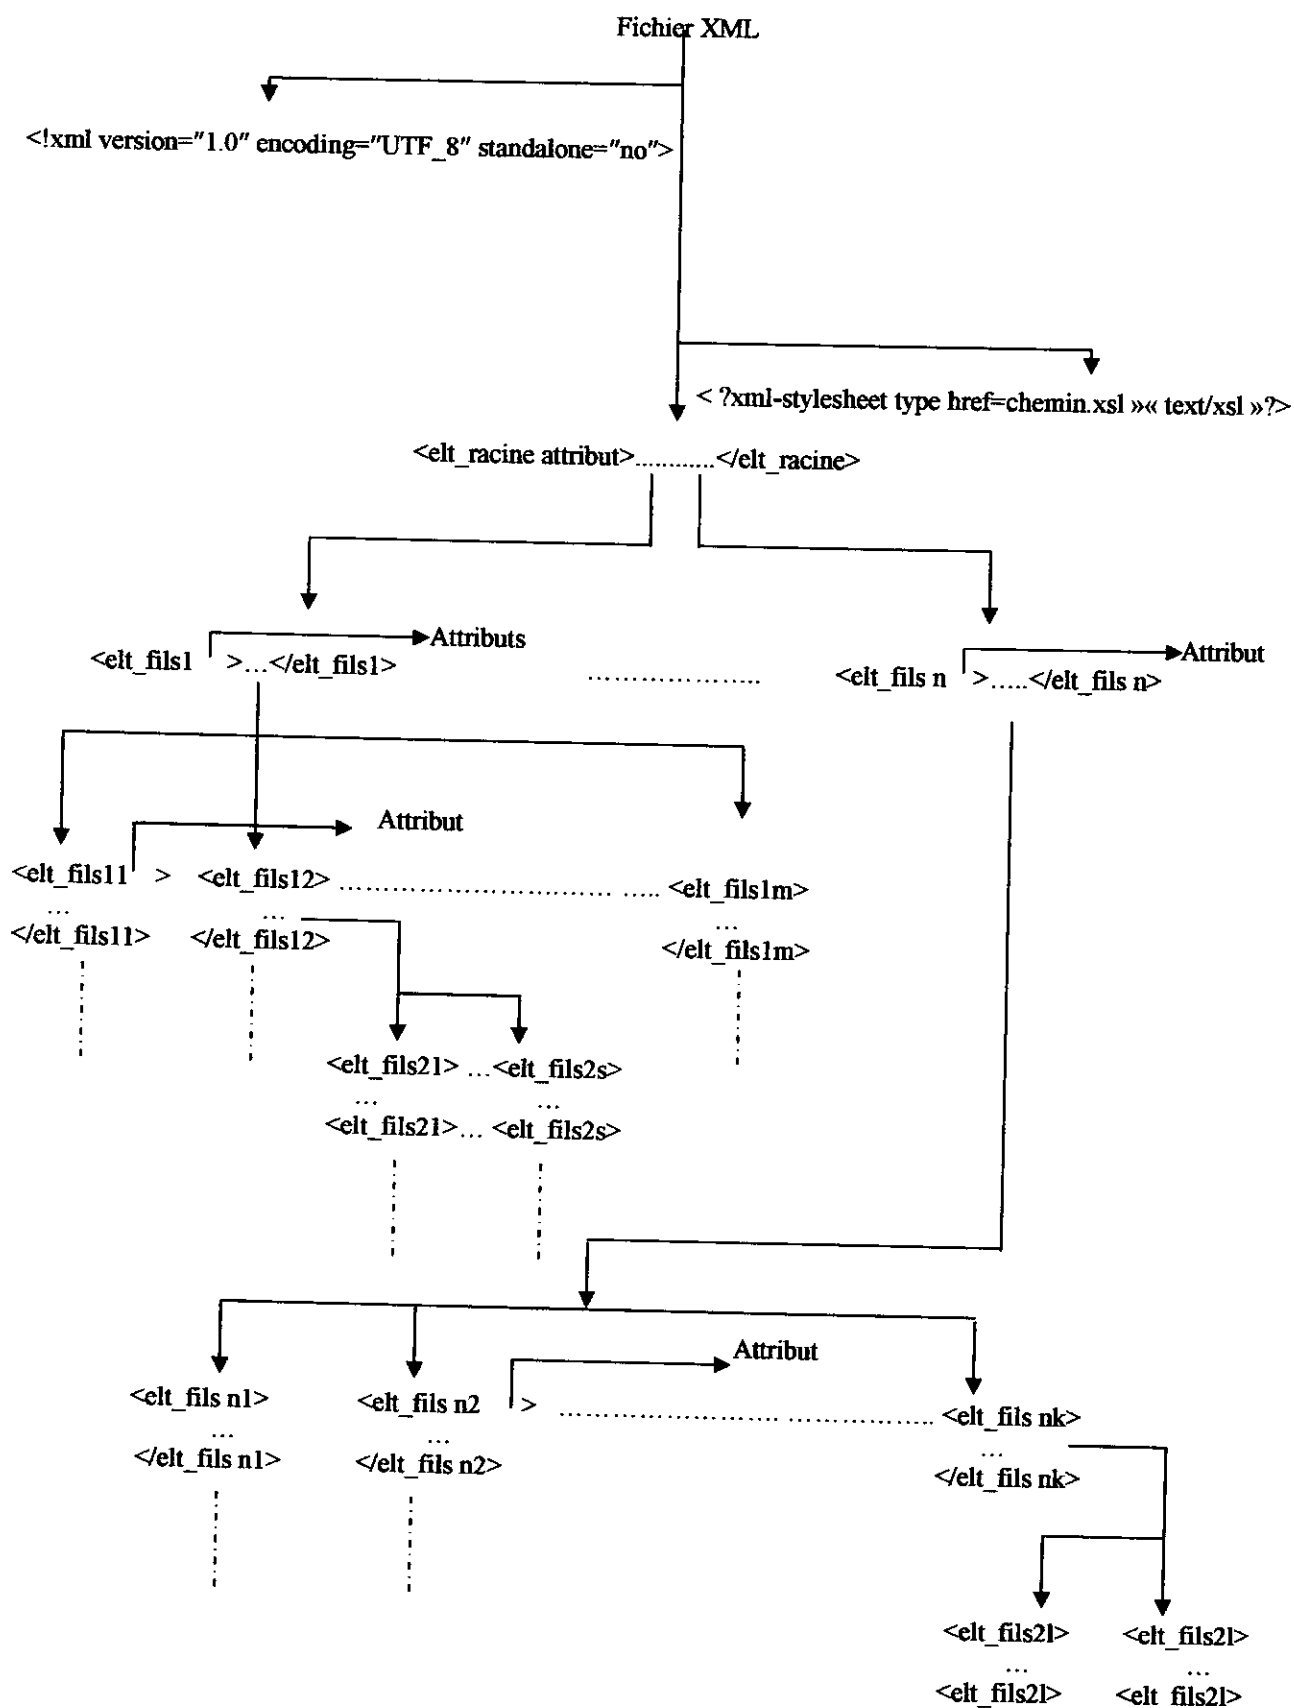 Fichier XML
<!xml version="1.0" encoding="UTF_8" standalone="no">
< ?xml-stylesheet type href=chemin.xsl »« text/xsl »?>
<elt_racine attribut>............</elt_racine>
Attributs
<elt_fils1 >...</elt_fils1>
...................
Attribut
<elt_fils n >.....</elt_fils n>
Attribut
<elt_fils11 > <elt_fils12> ................................. ..... <elt_fils1m>
... ... ...
</elt_fils11> </elt_fils12> </elt_fils1m>
<elt_fils21> ...<elt_fils2s>
... ...
<elt_fils21>... <elt_fils2s>
Attribut
<elt_fils n1> <elt_fils n2 > ............................ .................. <elt_fils nk>
... ... ...
</elt_fils n1> </elt_fils n2> </elt_fils nk>
<elt_fils2l> <elt_fils2l>
... ...
<elt_fils2l> <elt_fils2l>